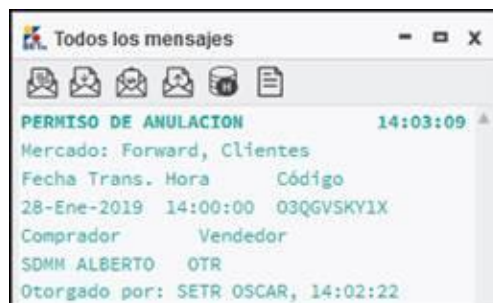 Todos los mensajes
PERMISO DE ANULACION 14:03:09
Mercado: Forward, Clientes
Fecha Trans. Hora Código
28-Ene-2019 14:00:00 O3QGVSKY1X
Comprador Vendedor
SDMM ALBERTO OTR
Otorgado por: SETR OSCAR, 14:02:22